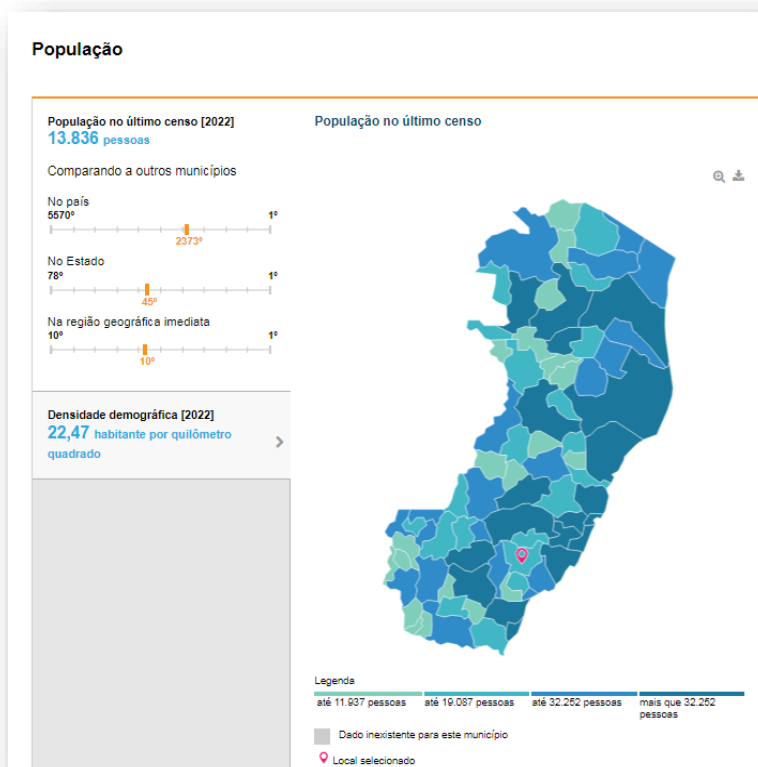 População
População no último censo [2022]
13.836 pessoas
Comparando a outros municípios
No país
5570º 1º
2373º
No Estado
78º 1º
45º
Na região geográfica imediata
10º 1º
10º
Densidade demográfica [2022]
22,47 habitante por quilômetro
quadrado
População no último censo
Legenda
até 11.937 pessoas
até 19.087 pessoas
até 32.252 pessoas
mais que 32.252
pessoas
Dado inexistente para este município
Local selecionado